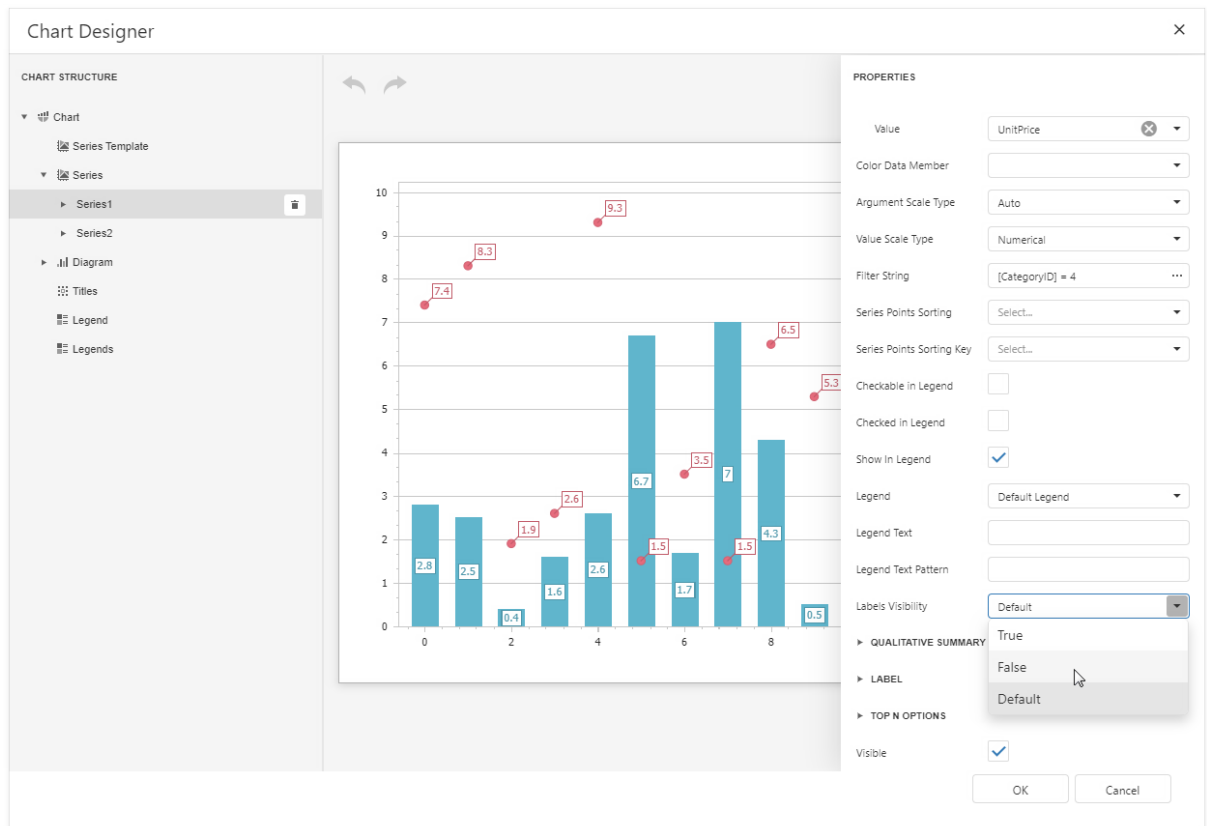 Chart Designer
CHART STRUCTURE
Chart
Series Template
Series
Series1
Series2
Diagram
Titles
Legend
Legends
10
9
8
7
6
5
4
3
2
1
0
9.3
8.3
7.4
6.5
5.3
3.5
7
6.7
2.6
1.9
1.5
1.5
4.3
2.8
2.5
2.6
1.6
1.7
0.4
0.5
0 2 4 6 8
PROPERTIES
Value UnitPrice
Color Data Member
Argument Scale Type Auto
Value Scale Type Numerical
Filter String [CategoryID] = 4 ...
Series Points Sorting Select...
Series Points Sorting Key Select...
Checkable in Legend
Checked in Legend
Show In Legend
Legend Default Legend
Legend Text
Legend Text Pattern
Labels Visibility Default
True
QUALITATIVE SUMMARY
False
LABEL
Default
TOP N OPTIONS
Visible
OK Cancel